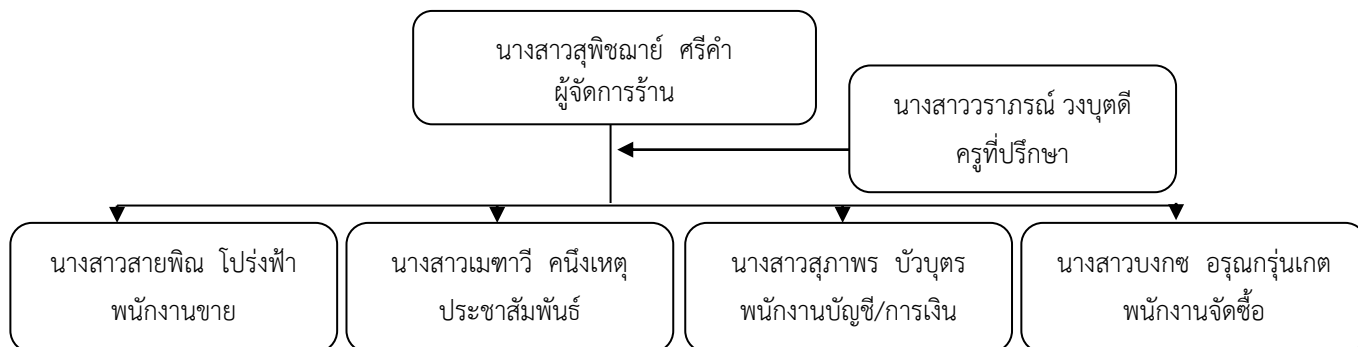 นางสาวสุพิชฌาย์  ศรีคำ
ผู้จัดการร้าน
นางสาววราภรณ์ วงบุตดี
ครูที่ปรึกษา
นางสาวสายพิณ  โปร่งฟ้า
พนักงานขาย
นางสาวเมฑาวี  คนึงเหตุ
ประชาสัมพันธ์
นางสาวสุภาพร  บัวบุตร
พนักงานบัญชี/การเงิน
นางสาวบงกซ  อรุณกรุ่นเกต
พนักงานจัดซื้อ